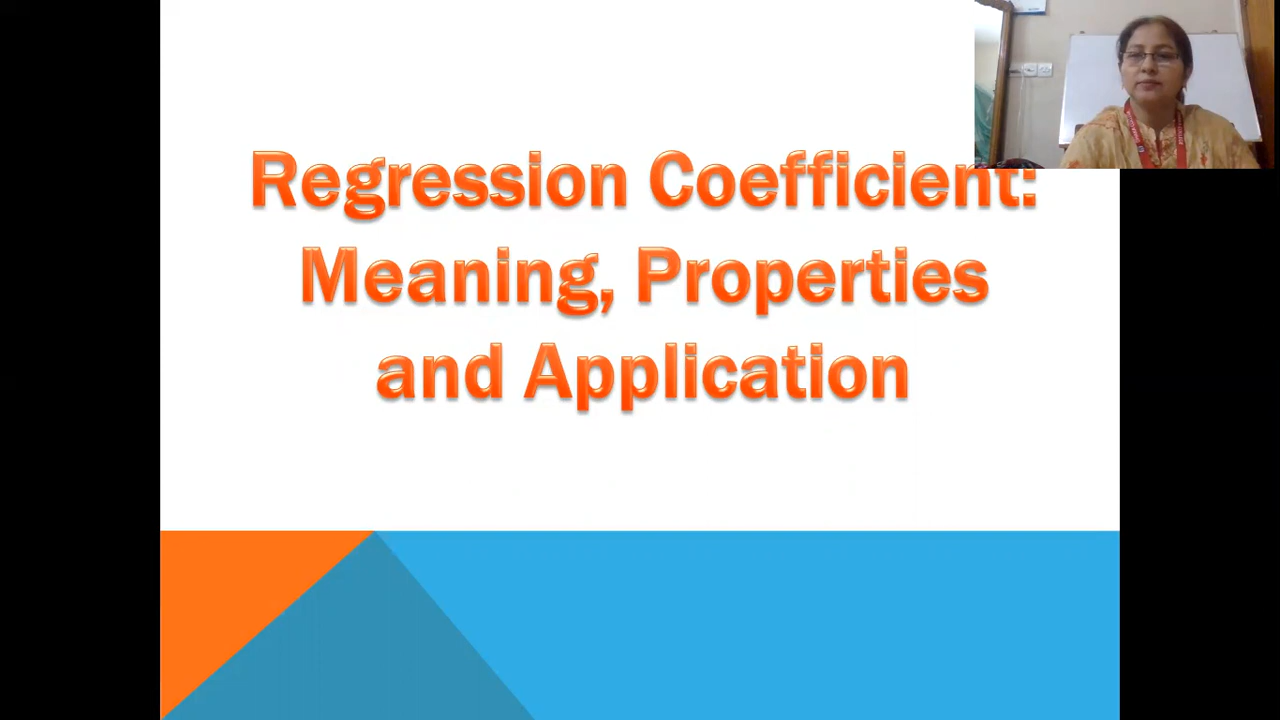 Regression Coefficient:
Meaning, Properties
and Application